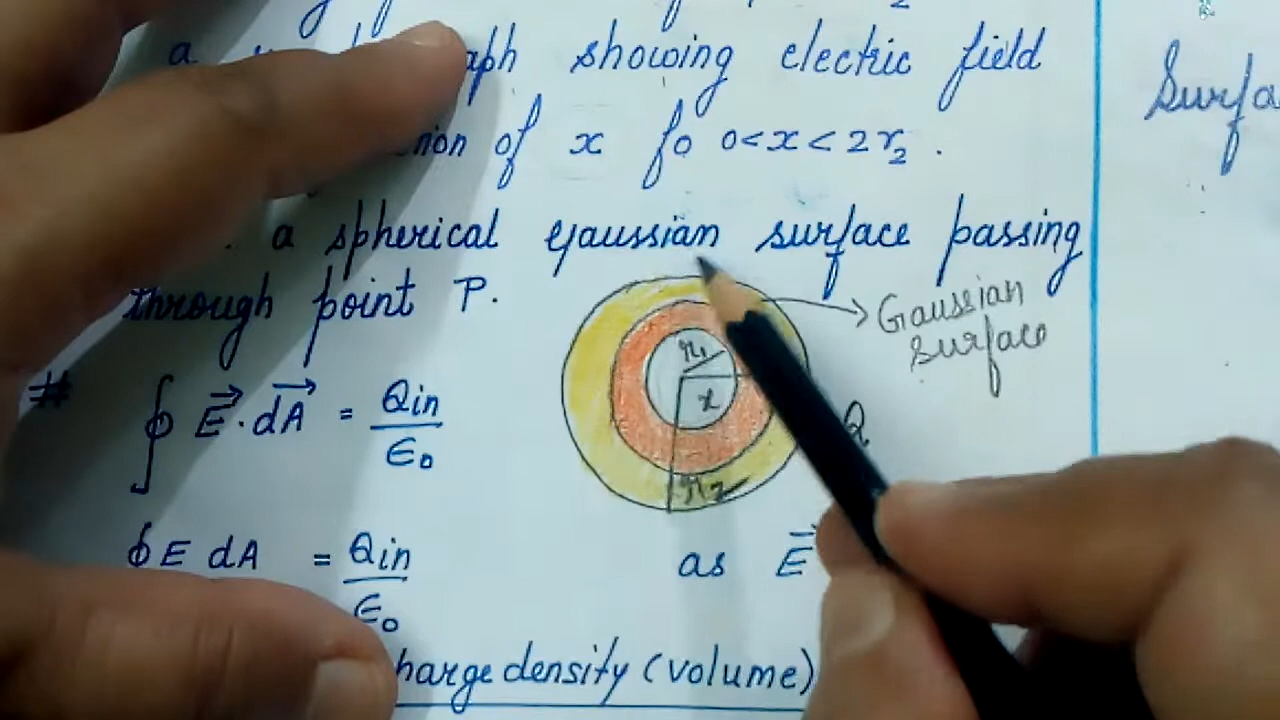 a aph showing electric field
of x fo 0<x<2r₂ .
a spherical gaussian surface passing
through point P.
Gaussian
surface
Surfa
r₁
x
r₂
Q
# ∮ E⃗ . dA⃗ = Qin / ϵ₀
∮ E dA = Qin / ϵ₀
as E⃗
harge density (volume)